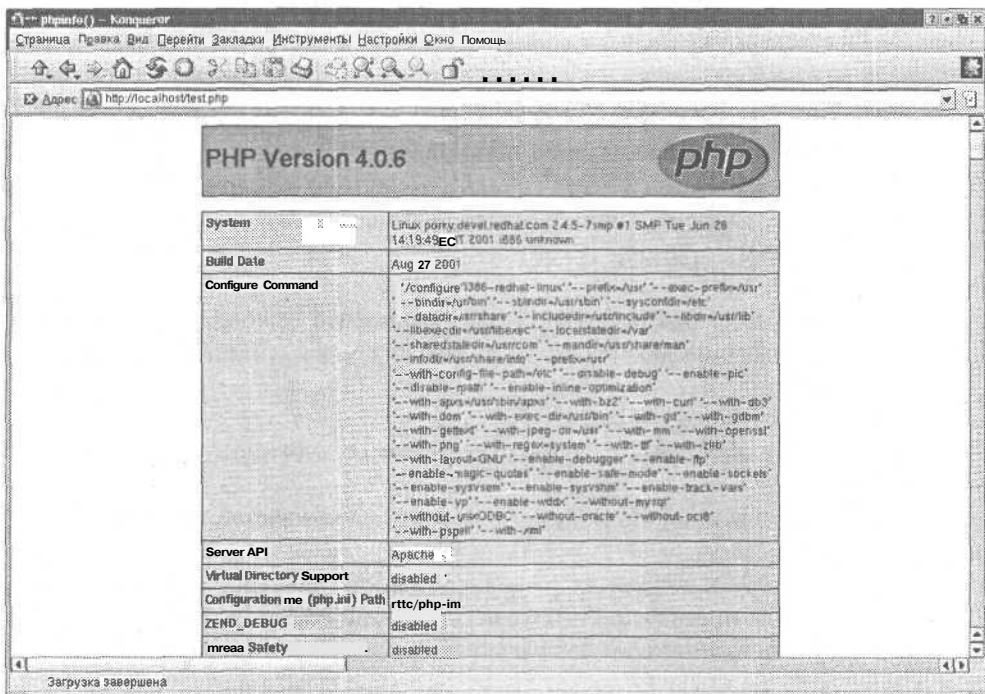 phpinfo() – Konqueror
Страница Правка Вид Перейти Закладки Инструменты Настройки Окно Помощь
Адрес http://localhost/test.php
PHP Version 4.0.6
php
System Linux porky.devel.redhat.com 2.4.5-7smp #1 SMP Tue Jun 26
14:19:49 ECT 2001 i686 unknown
Build Date Aug 27 2001
Configure Command './configure' 'i386-redhat-linux' '--prefix=/usr' '--exec-prefix=/usr'
'--bindir=/usr/bin' '--sbindir=/usr/sbin' '--sysconfdir=/etc'
'--datadir=/usr/share' '--includedir=/usr/include' '--libdir=/usr/lib'
'--libexecdir=/usr/libexec' '--localstatedir=/var'
'--sharedstatedir=/usr/com' '--mandir=/usr/share/man'
'--infodir=/usr/share/info' '--prefix=/usr'
'--with-config-file-path=/etc' '--disable-debug' '--enable-pic'
'--disable-rpath' '--enable-inline-optimization'
'--with-apxs=/usr/sbin/apxs' '--with-bz2' '--with-curl' '--with-db3'
'--with-dom' '--with-exec-dir=/usr/bin' '--with-gd' '--with-gdbm'
'--with-gettext' '--with-jpeg-dir=/usr' '--with-mm' '--with-openssl'
'--with-png' '--with-regex=system' '--with-ttf' '--with-zlib'
'--with-layout=GNU' '--enable-debugger' '--enable-ftp'
'--enable-magic-quotes' '--enable-safe-mode' '--enable-sockets'
'--enable-sysvsem' '--enable-sysvshm' '--enable-track-vars'
'--enable-yp' '--enable-wddx' '--without-mysql'
'--without-unixODBC' '--without-oracle' '--without-oci8'
'--with-pspell' '--with-xml'
Server API Apache
Virtual Directory Support disabled
Configuration me (php.ini) Path rttc/php-im
ZEND_DEBUG disabled
mreaa Safety disabled
Загрузка завершена